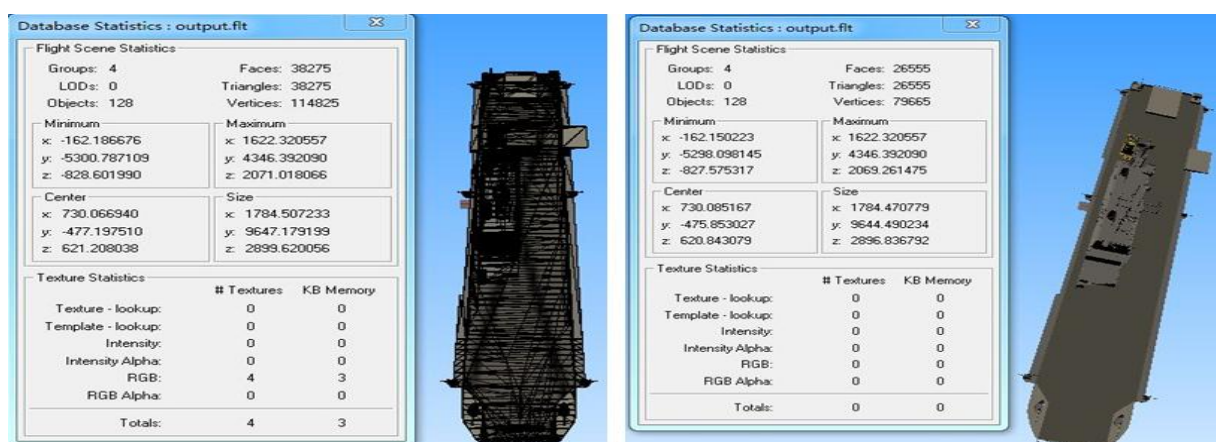 Database Statistics : output.flt
Flight Scene Statistics
Groups: 4 Faces: 38275
LODs: 0 Triangles: 38275
Objects: 128 Vertices: 114825
Minimum Maximum
x: -162.186676 x: 1622.320557
y: -5300.787109 y: 4346.392090
z: -828.601990 z: 2071.018066
Center Size
x: 730.066940 x: 1784.507233
y: -477.197510 y: 9647.179199
z: 621.208038 z: 2899.620056
Texture Statistics
# Textures KB Memory
Texture - lookup: 0 0
Template - lookup: 0 0
Intensity: 0 0
Intensity Alpha: 0 0
RGB: 4 3
RGB Alpha: 0 0
Totals: 4 3
Database Statistics : output.flt
Flight Scene Statistics
Groups: 4 Faces: 26555
LODs: 0 Triangles: 26555
Objects: 128 Vertices: 79665
Minimum Maximum
x: -162.150223 x: 1622.320557
y: -5298.098145 y: 4346.392090
z: -827.575317 z: 2069.261475
Center Size
x: 730.085167 x: 1784.470779
y: -475.853027 y: 9644.490234
z: 620.843079 z: 2896.836792
Texture Statistics
# Textures KB Memory
Texture - lookup: 0 0
Template - lookup: 0 0
Intensity: 0 0
Intensity Alpha: 0 0
RGB: 0 0
RGB Alpha: 0 0
Totals: 0 0